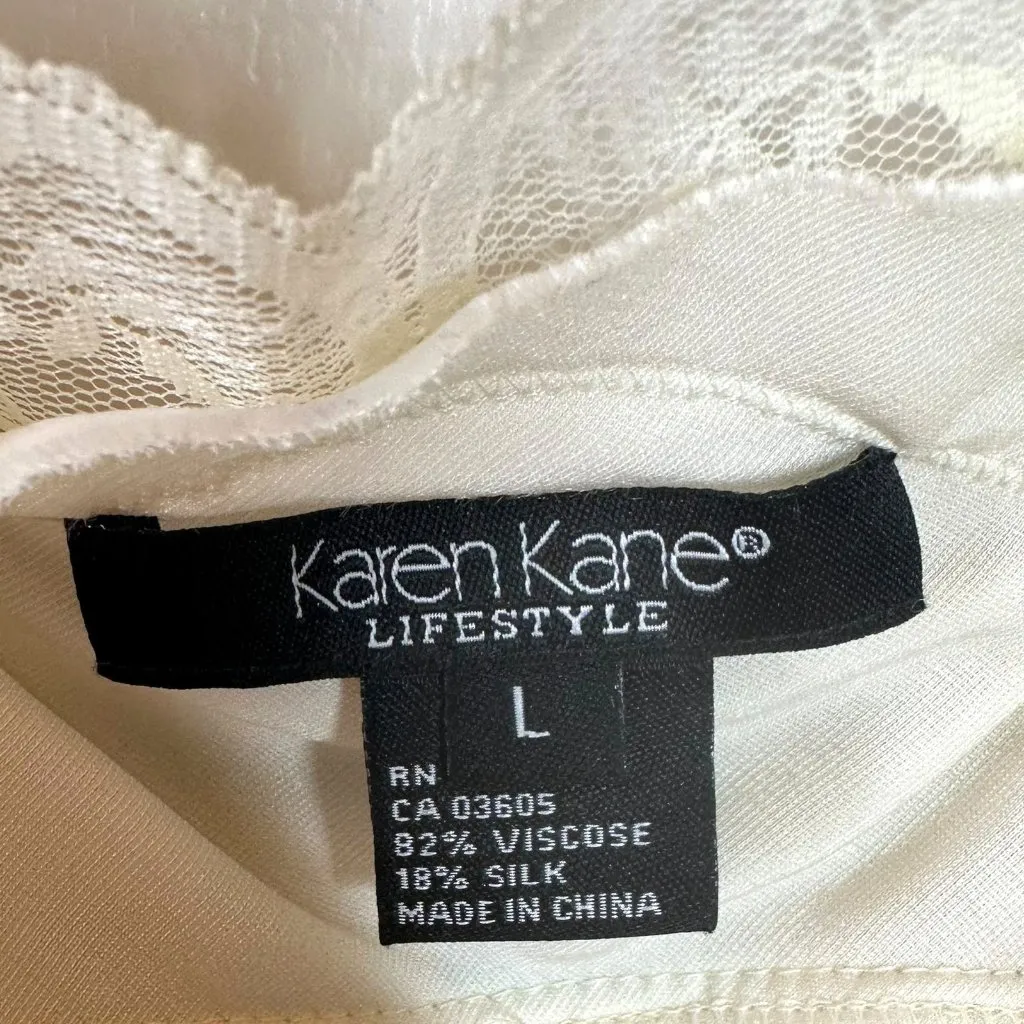 Karen Kane®
LIFESTYLE
L
RN
CA 03605
82% VISCOSE
18% SILK
MADE IN CHINA